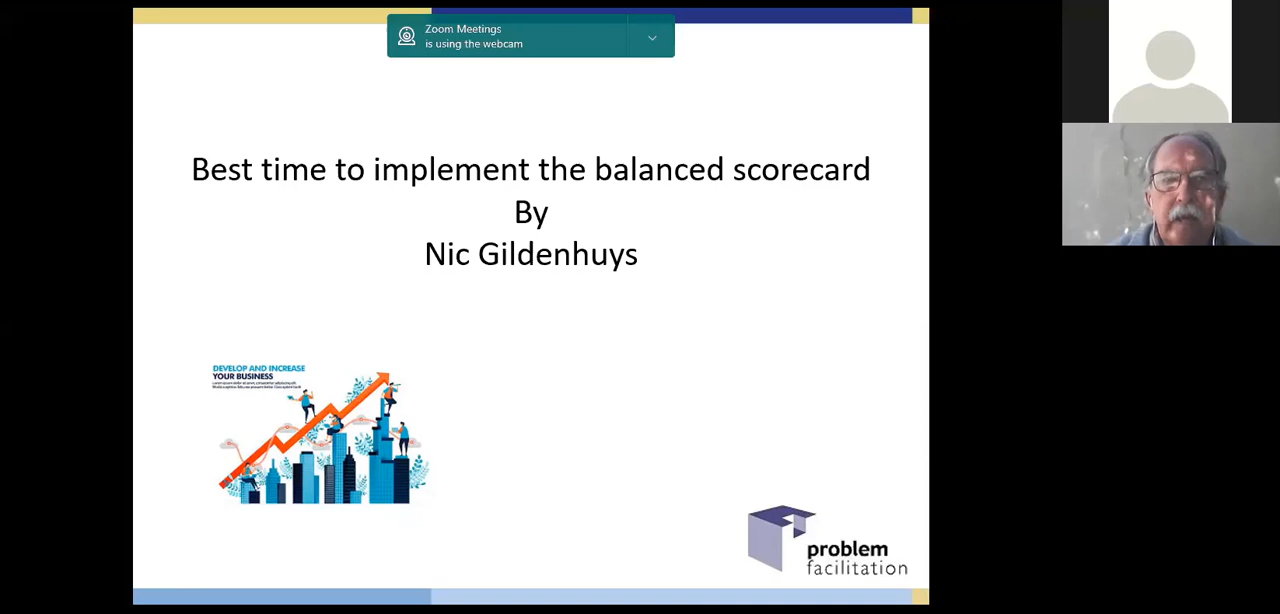 Zoom Meetings
is using the webcam
Best time to implement the balanced scorecard
By
Nic Gildenhuys
DEVELOP AND INCREASE
YOUR BUSINESS
problem
facilitation